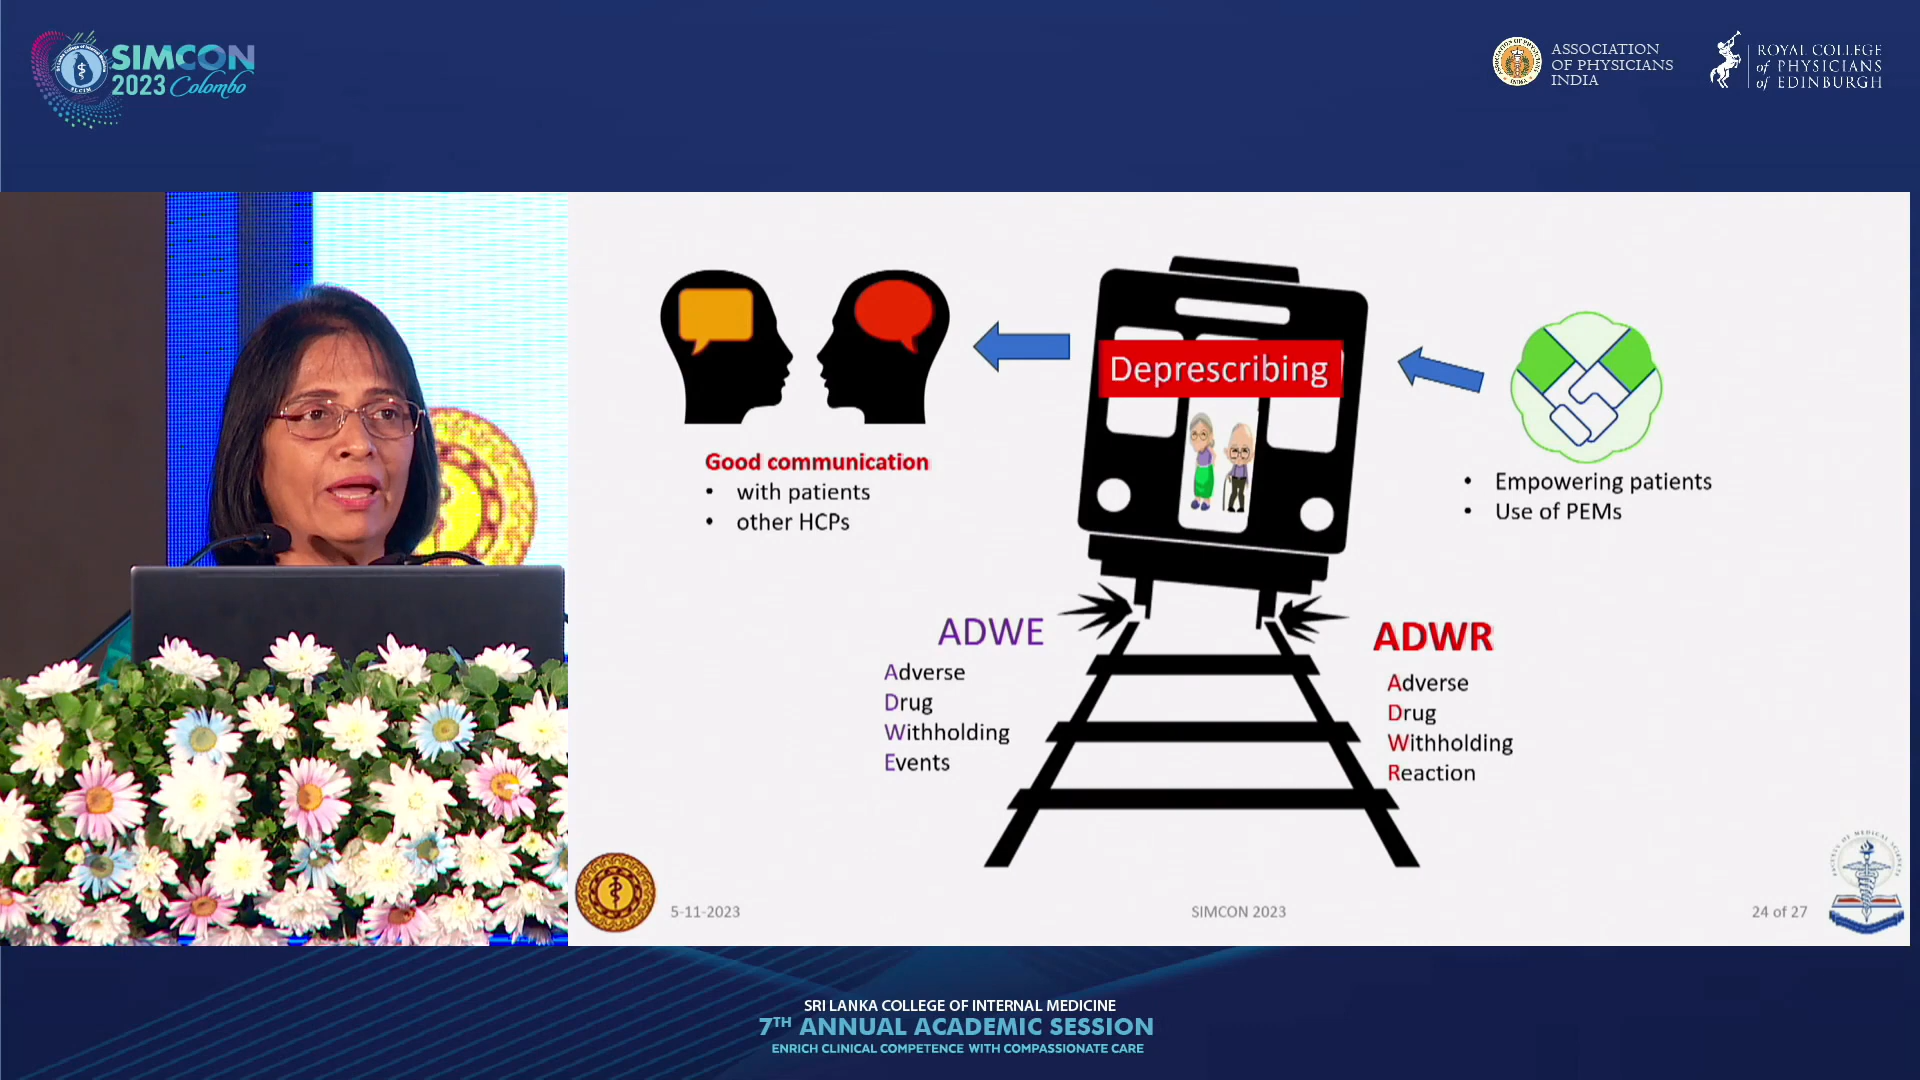 SIMCON
2023 Colombo
SLCIM
ASSOCIATION
OF PHYSICIANS
INDIA
ROYAL COLLEGE
of PHYSICIANS
of EDINBURGH
Deprescribing
Good communication
• with patients
• other HCPs
• Empowering patients
• Use of PEMs
ADWE
Adverse
Drug
Withholding
Events
ADWR
Adverse
Drug
Withholding
Reaction
5-11-2023
SIMCON 2023
24 of 27
SRI LANKA COLLEGE OF INTERNAL MEDICINE
7TH ANNUAL ACADEMIC SESSION
ENRICH CLINICAL COMPETENCE WITH COMPASSIONATE CARE